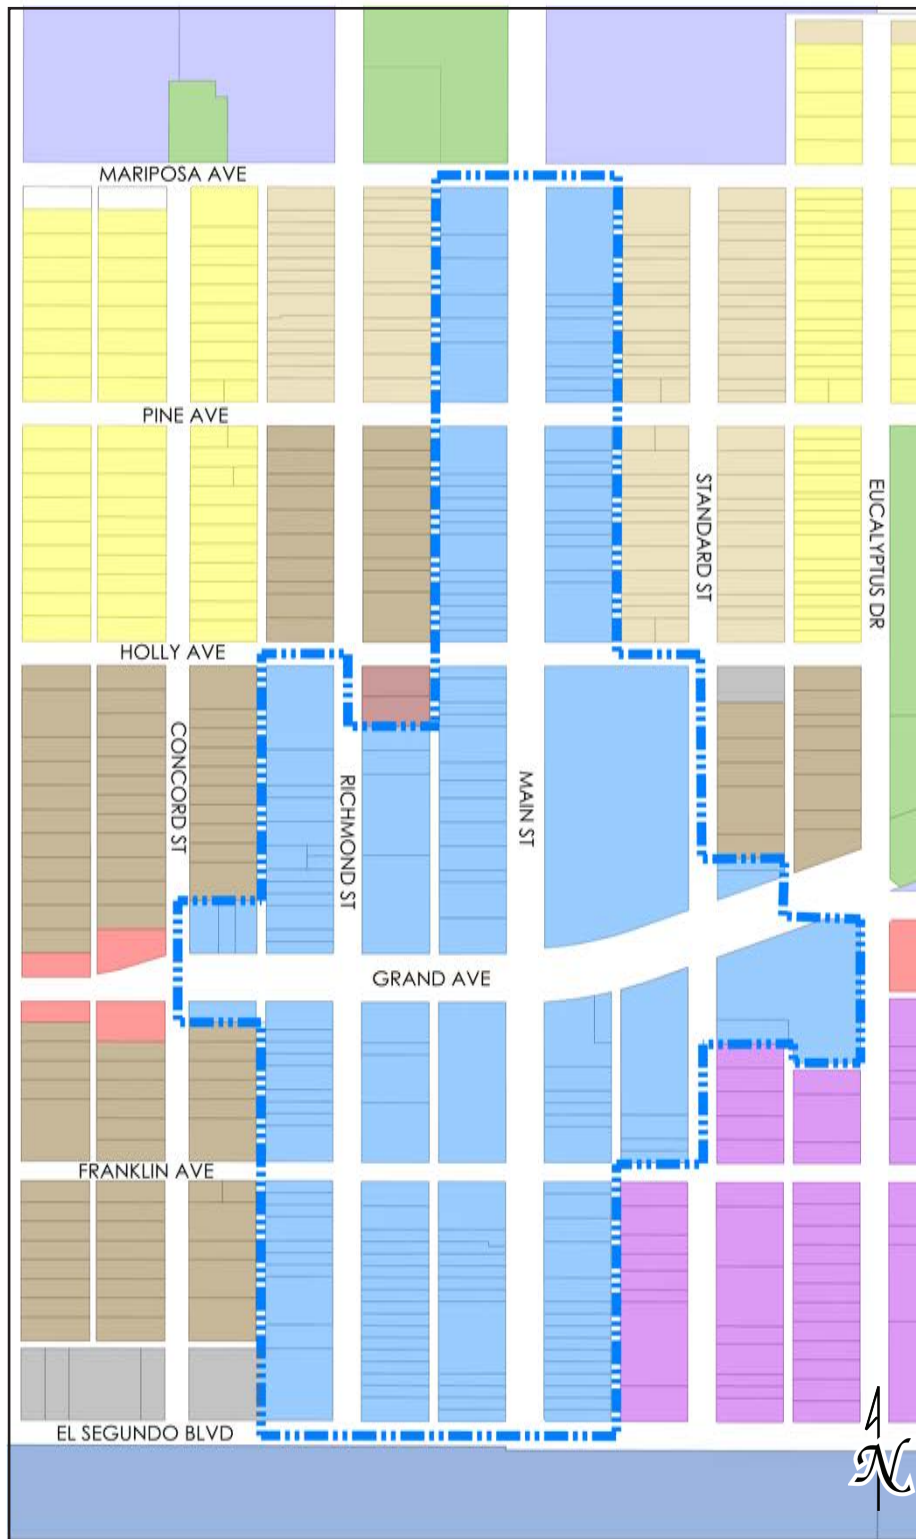 MARIPOSA AVE
PINE AVE
STANDARD ST
EUCALYPTUS DR
HOLLY AVE
CONCORD ST
RICHMOND ST
MAIN ST
GRAND AVE
FRANKLIN AVE
EL SEGUNDO BLVD
N